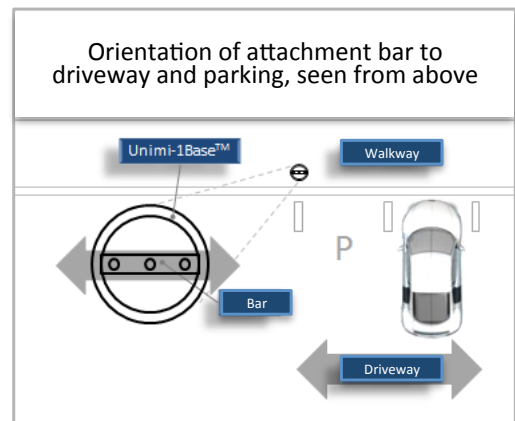 Orientation of attachment bar to
driveway and parking, seen from above
Unimi-1Base™
Walkway
P
Bar
Driveway